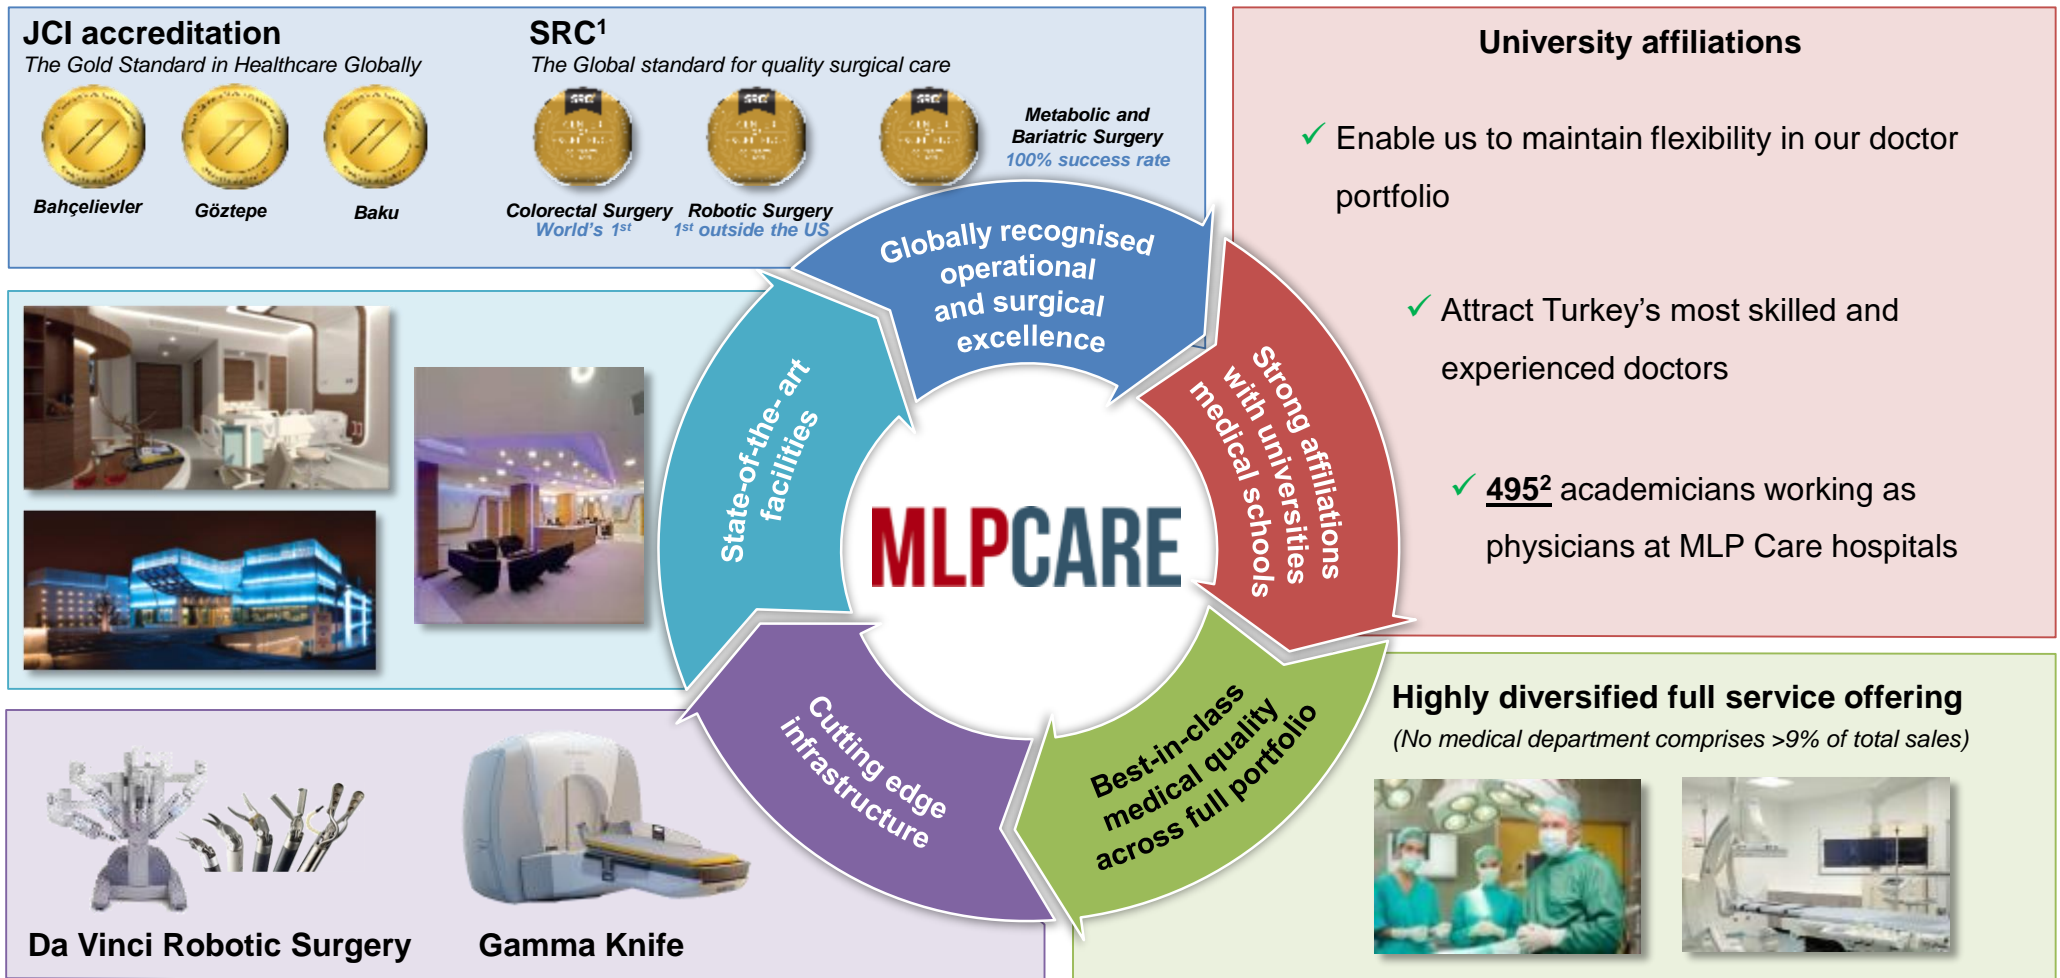 JCI accreditation
The Gold Standard in Healthcare Globally
Bahçelievler
Göztepe
Baku
SRC¹
The Global standard for quality surgical care
SRC
SRC
SRC
Colorectal Surgery
World's 1st
Robotic Surgery
1st outside the US
Metabolic and
Bariatric Surgery
100% success rate
University affiliations
✓ Enable us to maintain flexibility in our doctor
portfolio
✓ Attract Turkey's most skilled and
experienced doctors
✓ 495² academicians working as
physicians at MLP Care hospitals
Globally recognised
operational
and surgical
excellence
Strong affiliations
with universities
medical schools
Best-in-class
medical quality
across full portfolio
Cutting edge
infrastructure
State-of-the- art
facilities
MLPCARE
Highly diversified full service offering
(No medical department comprises >9% of total sales)
Da Vinci Robotic Surgery
Gamma Knife